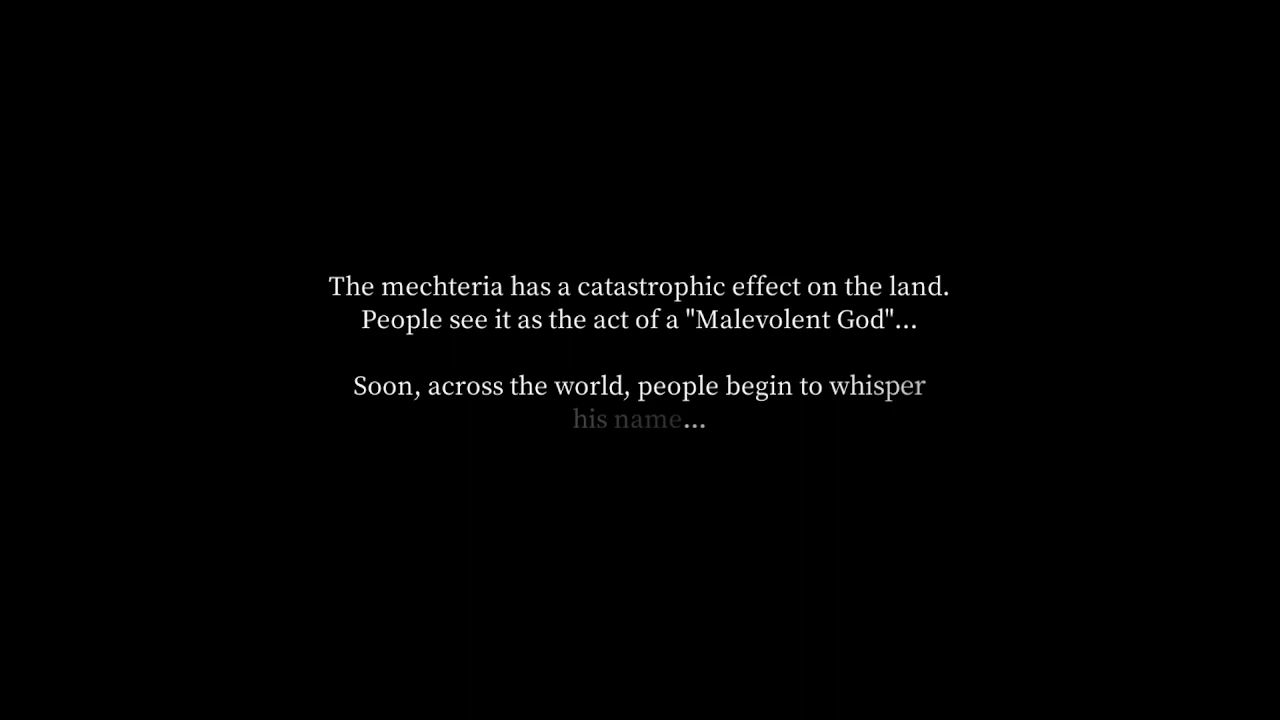 The mechteria has a catastrophic effect on the land.
People see it as the act of a "Malevolent God"...
Soon, across the world, people begin to whisper
his name...